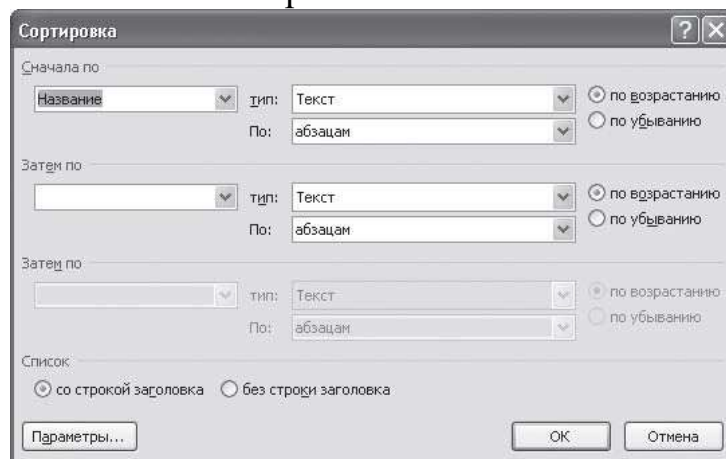 Сортировка
Сначала по
Название тип: Текст по возрастанию
По: абзацам по убыванию
Затем по
тип: Текст по возрастанию
По: абзацам по убыванию
Затем по
тип: Текст по возрастанию
По: абзацам по убыванию
Список
со строкой заголовка без строки заголовка
Параметры... ОК Отмена